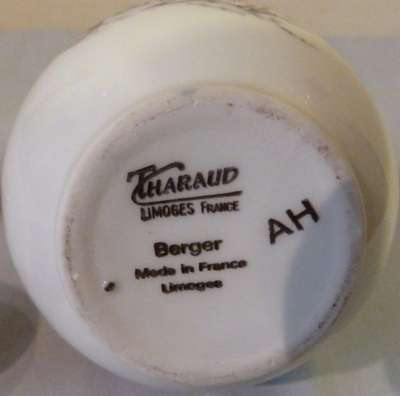 THARAUD
LIMOGES FRANCE
AH
Berger
Made in France
Limoges